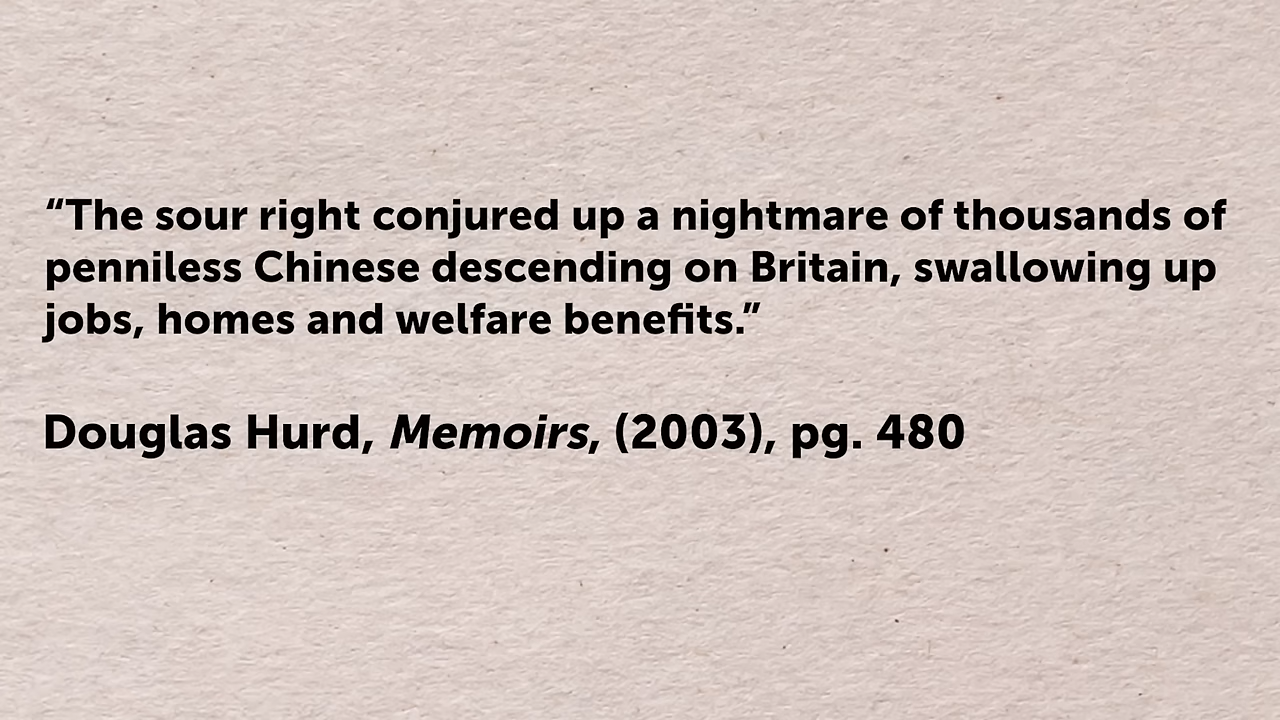 “The sour right conjured up a nightmare of thousands of
penniless Chinese descending on Britain, swallowing up
jobs, homes and welfare benefits.”
Douglas Hurd, Memoirs, (2003), pg. 480